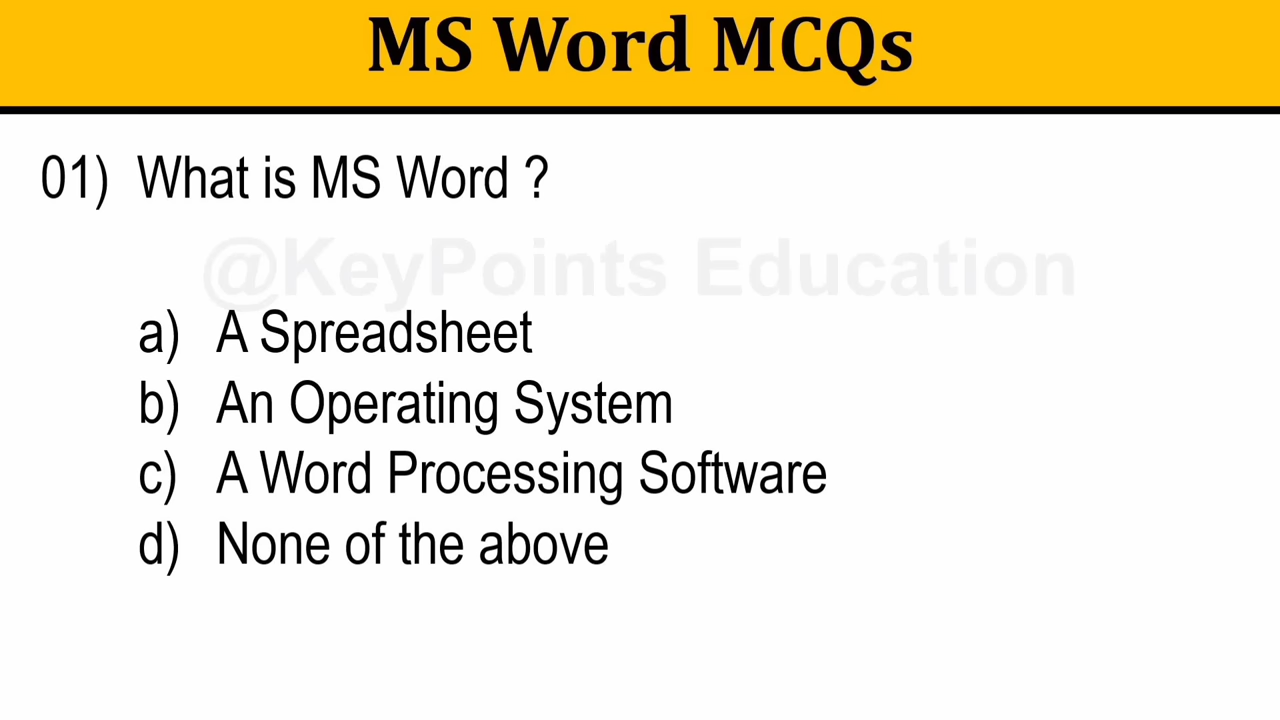 MS Word MCQs
01) What is MS Word ?
@KeyPoints Education
a) A Spreadsheet
b) An Operating System
c) A Word Processing Software
d) None of the above